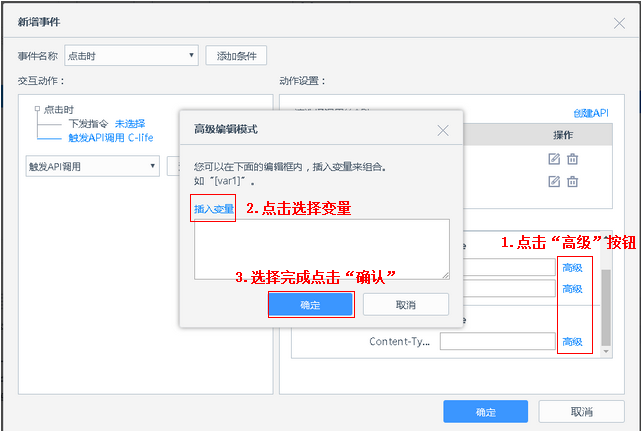 新增事件
事件名称 点击时 添加条件
交互动作：
动作设置：
点击时
下发指令 未选择
触发API调用 C-life
触发API调用
创建API
操作
高级编辑模式
您可以在下面的编辑框内，插入变量来组合。
如“[var1]”。
插入变量
2.点击选择变量
3.选择完成点击“确认”
确定 取消
1.点击“高级”按钮
高级
高级
Content-Ty... 高级
确定 取消